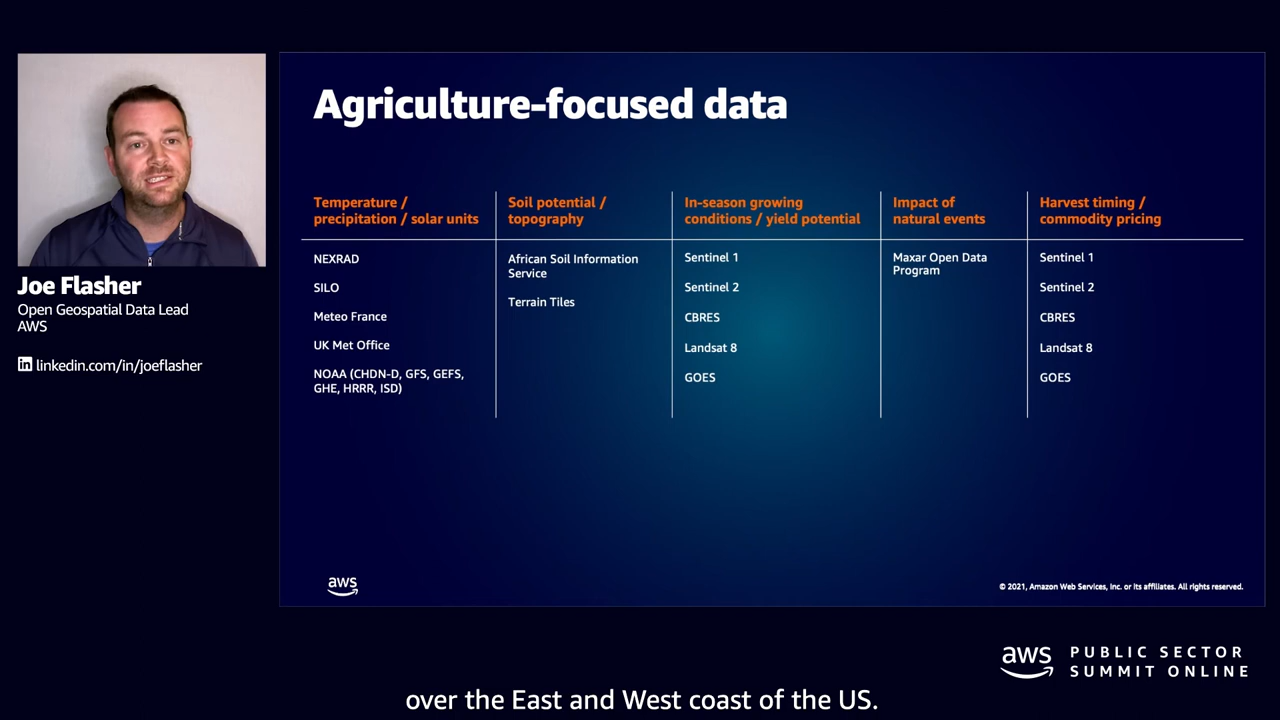 Agriculture-focused data
Joe Flasher
Open Geospatial Data Lead
AWS
linkedin.com/in/joeflasher
Temperature /
precipitation / solar units
NEXRAD
SILO
Meteo France
UK Met Office
NOAA (CHDN-D, GFS, GEFS,
GHE, HRRR, ISD)
Soil potential /
topography
African Soil Information
Service
Terrain Tiles
In-season growing
conditions / yield potential
Sentinel 1
Sentinel 2
CBRES
Landsat 8
GOES
Impact of
natural events
Maxar Open Data
Program
Harvest timing /
commodity pricing
Sentinel 1
Sentinel 2
CBRES
Landsat 8
GOES
aws
© 2021, Amazon Web Services, Inc. or its affiliates. All rights reserved.
aws
PUBLIC SECTOR
SUMMIT ONLINE
over the East and West coast of the US.